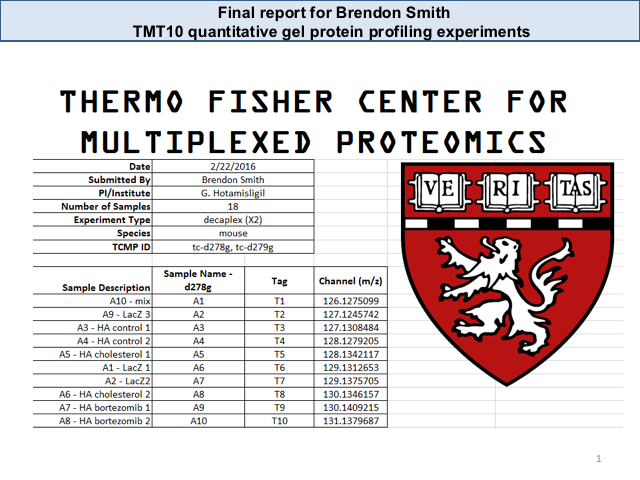 Final report for Brendon Smith
TMT10 quantitative gel protein profiling experiments
THERMO FISHER CENTER FOR
MULTIPLEXED PROTEOMICS
Date 2/22/2016
Submitted By Brendon Smith
PI/Institute G. Hotamisligil
Number of Samples 18
Experiment Type decaplex (X2)
Species mouse
TCMP ID tc-d278g, tc-d279g
VE RI TAS
Sample Description Sample Name - d278g Tag Channel (m/z)
A10 - mix A1 T1 126.1275099
A9 - LacZ 3 A2 T2 127.1245742
A3 - HA control 1 A3 T3 127.1308484
A4 - HA control 2 A4 T4 128.1279205
A5 - HA cholesterol 1 A5 T5 128.1342117
A1 - LacZ 1 A6 T6 129.1312653
A2 - LacZ2 A7 T7 129.1375705
A6 - HA cholesterol 2 A8 T8 130.1346157
A7 - HA bortezomib 1 A9 T9 130.1409215
A8 - HA bortezomib 2 A10 T10 131.1379687
1